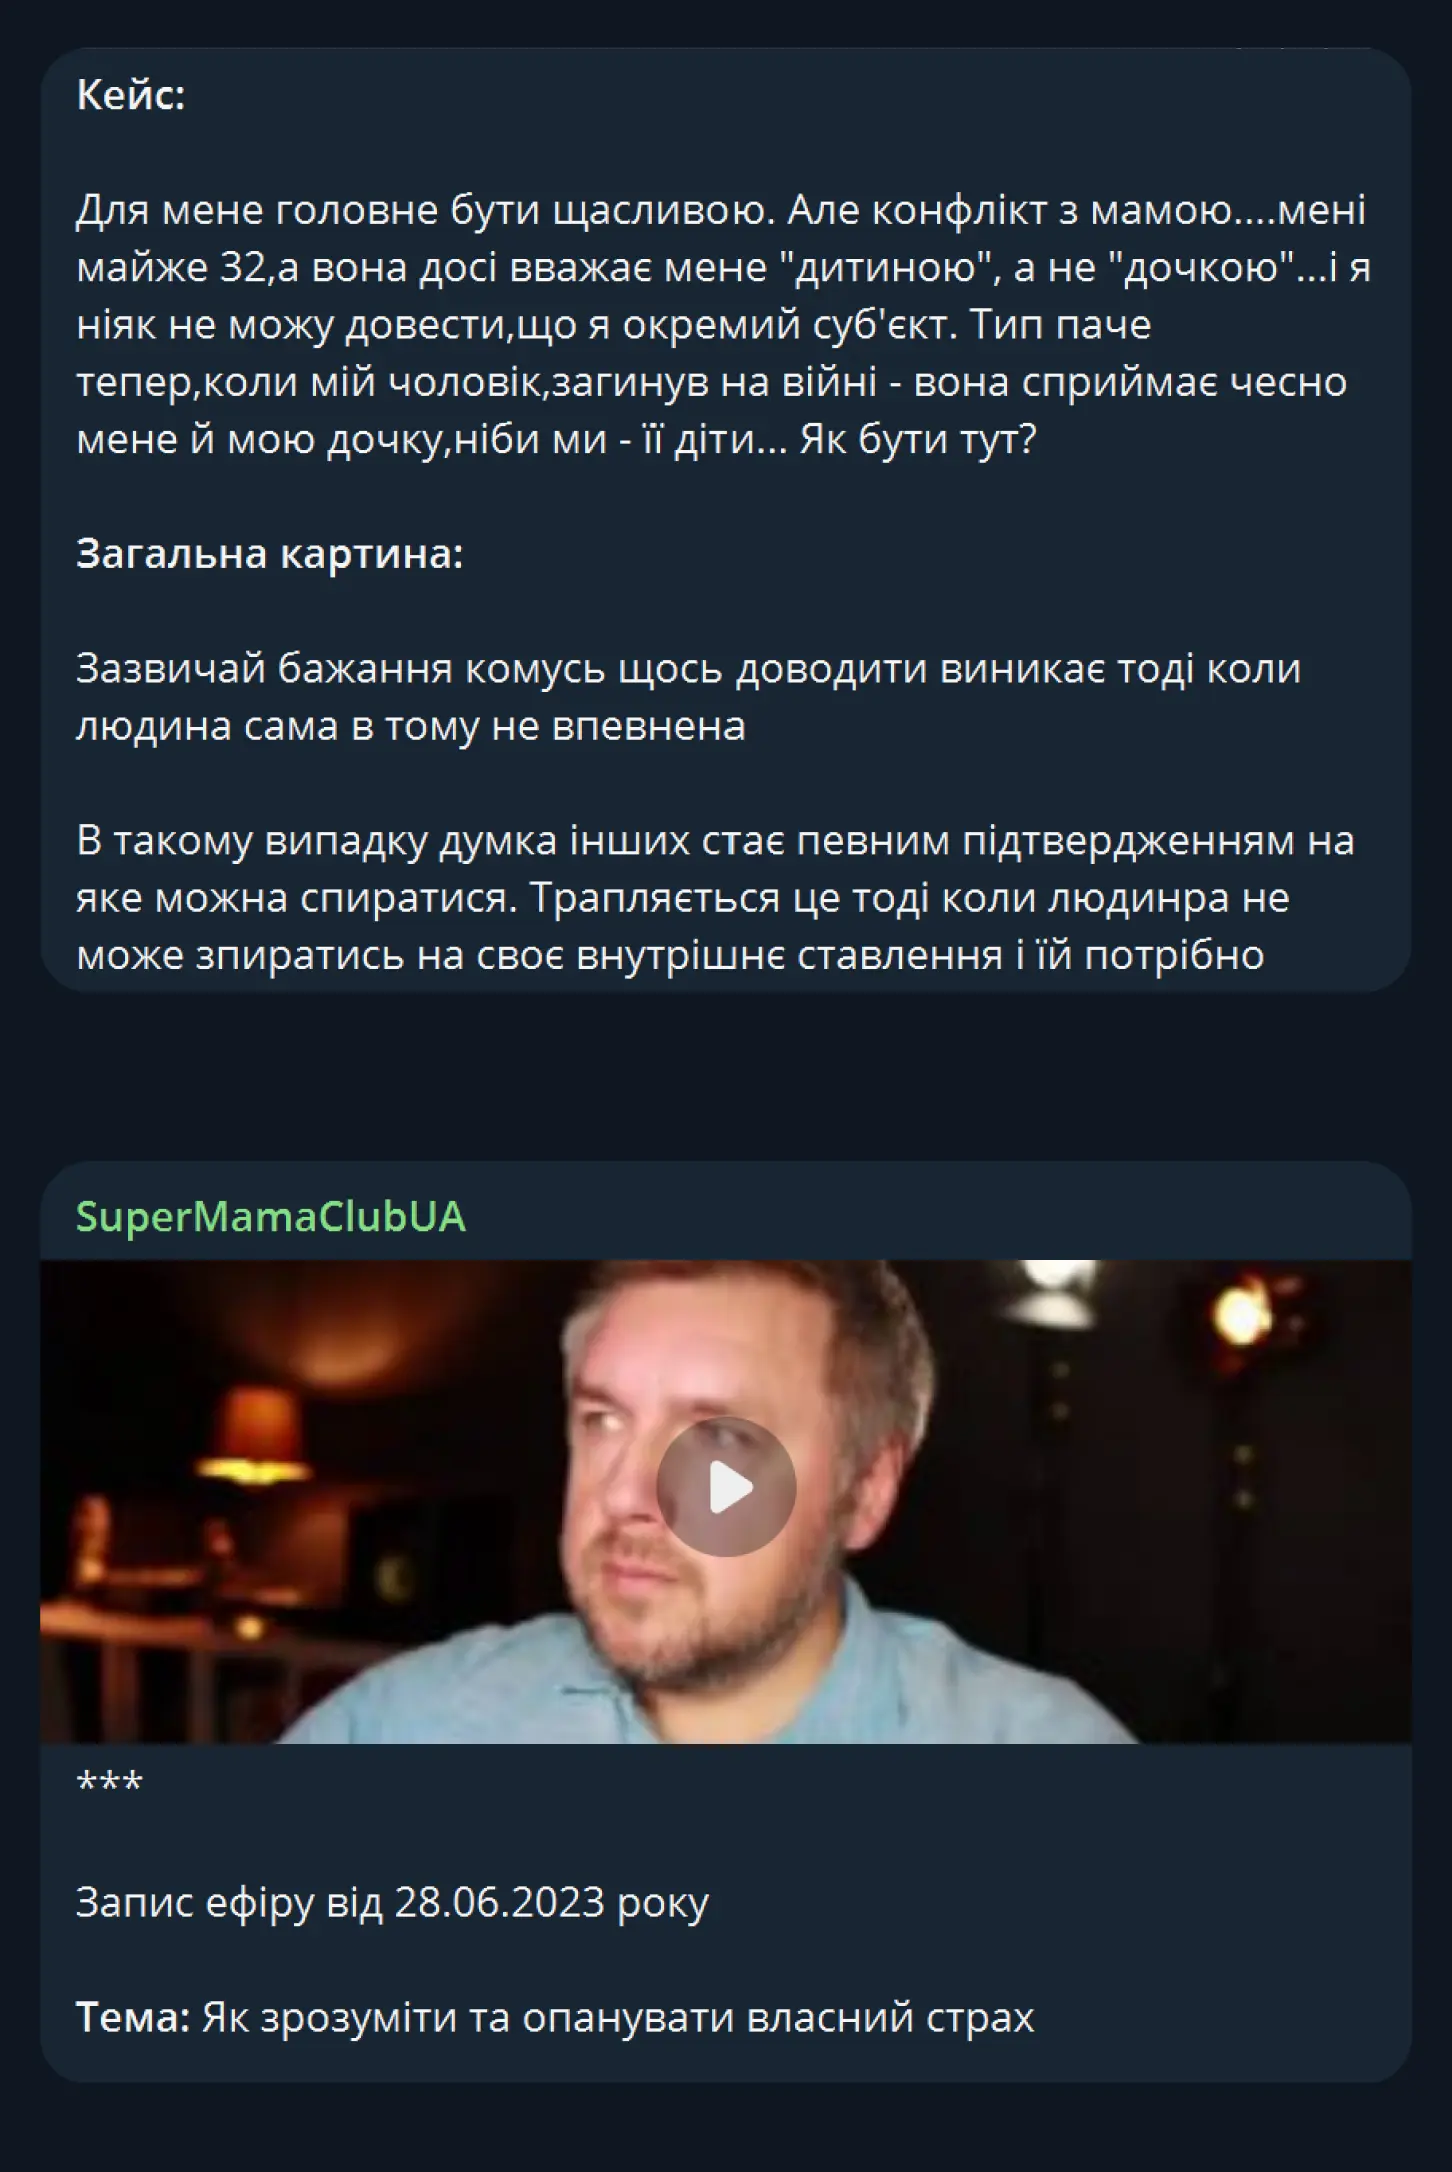 Кейс:
Для мене головне бути щасливою. Але конфлікт з мамою....мені
майже 32,а вона досі вважає мене "дитиною", а не "дочкою"...і я
ніяк не можу довести,що я окремий суб'єкт. Тип паче
тепер,коли мій чоловік,загинув на війні - вона сприймає чесно
мене й мою дочку,ніби ми - її діти... Як бути тут?
Загальна картина:
Зазвичай бажання комусь щось доводити виникає тоді коли
людина сама в тому не впевнена
В такому випадку думка інших стає певним підтвердженням на
яке можна спиратися. Трапляється це тоді коли людинра не
може зпиратись на своє внутрішнє ставлення і їй потрібно
SuperMamaClubUA
***
Запис ефіру від 28.06.2023 року
Тема: Як зрозуміти та опанувати власний страх